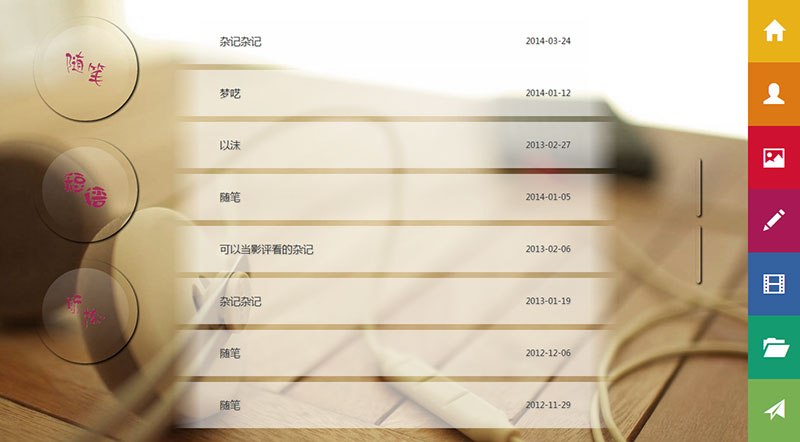 随笔
短语
杂记杂记 2014-03-24
梦呓 2014-01-12
以沫 2013-02-27
随笔 2014-01-05
可以当影评看的杂记 2013-02-06
杂记杂记 2013-01-19
随笔 2012-12-06
随笔 2012-11-29